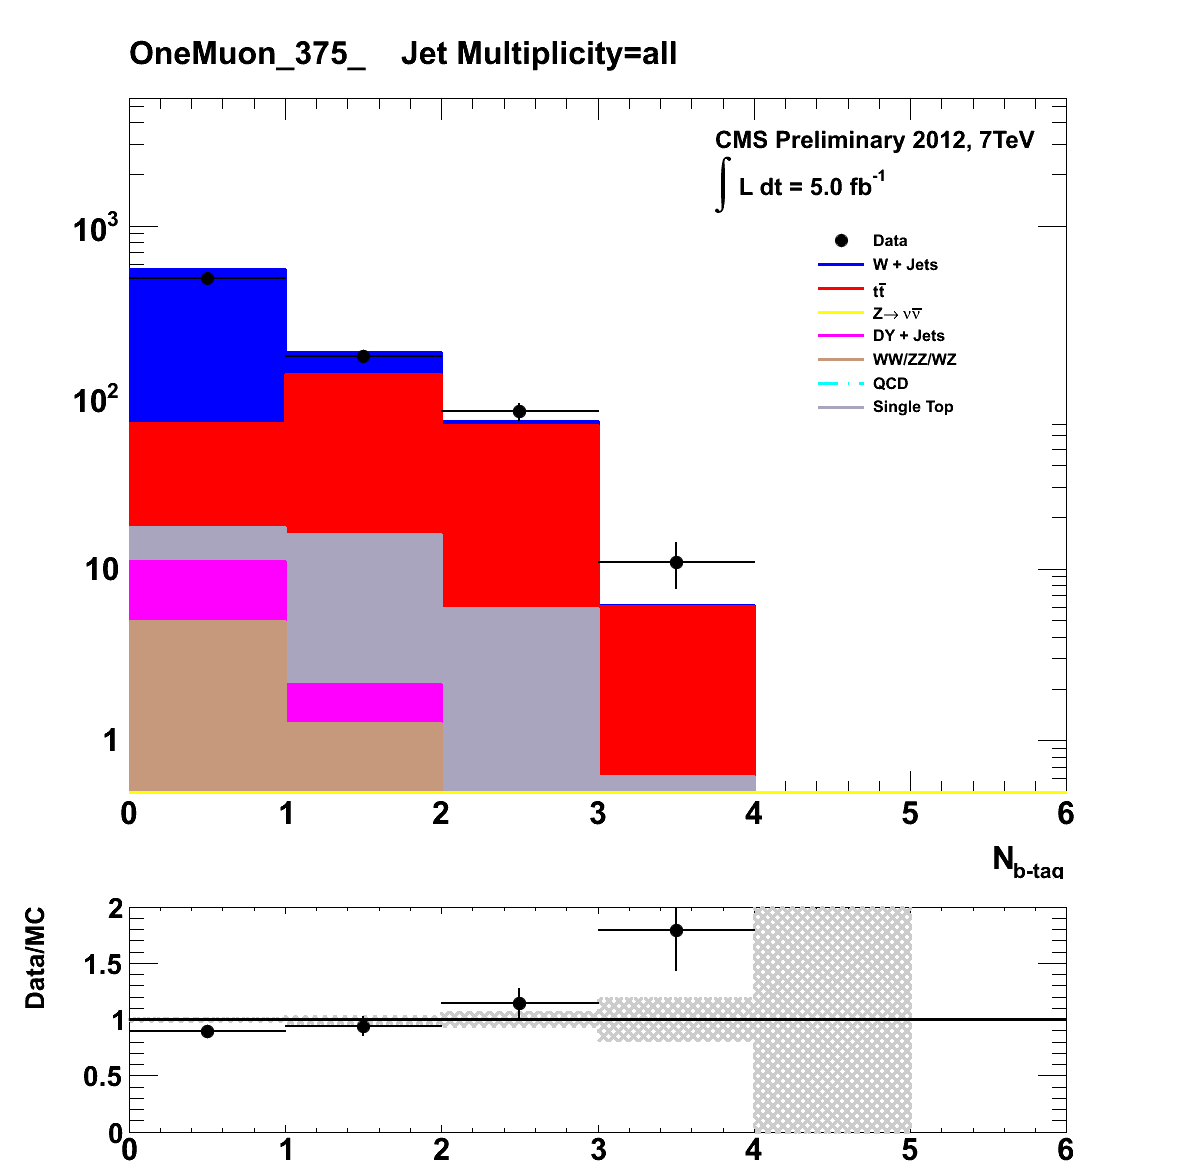 OneMuon_375_ Jet Multiplicity=all
CMS Preliminary 2012, 7TeV
∫ L dt = 5.0 fb⁻¹
Data
W + Jets
tt̅
Z→ νν̅
DY + Jets
WW/ZZ/WZ
QCD
Single Top
10³
10²
10
1
0 1 2 3 4 5 6
N_b-tag
Data/MC
2
1.5
1
0.5
0
0 1 2 3 4 5 6